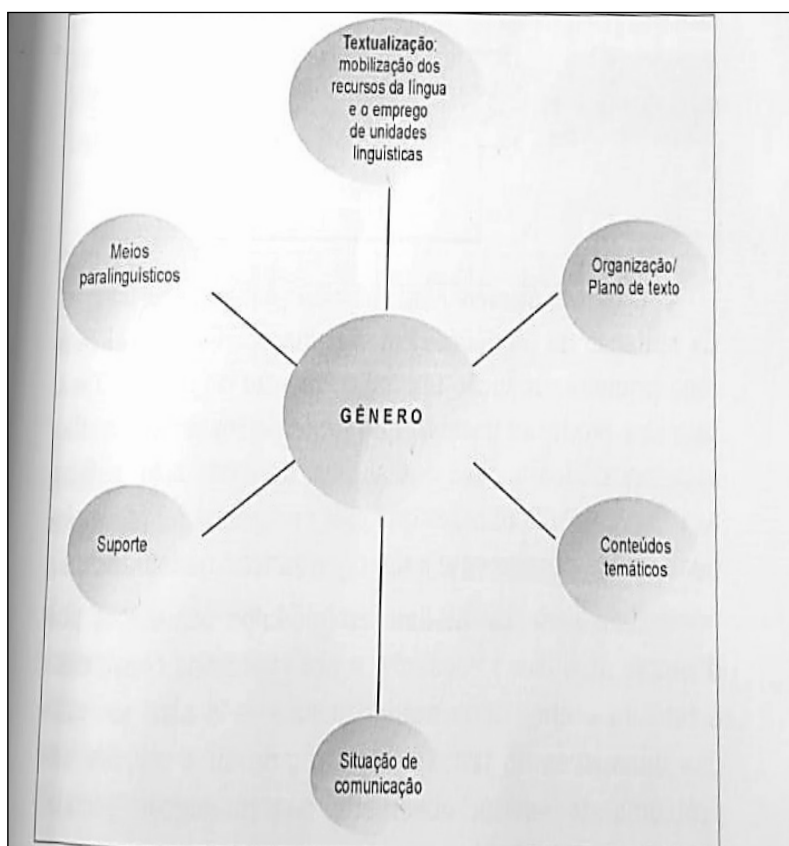 Textualização:
mobilização dos
recursos da língua
e o emprego
de unidades
linguísticas
Meios
paralinguísticos
Organização/
Plano de texto
GÊNERO
Suporte
Conteúdos
temáticos
Situação de
comunicação